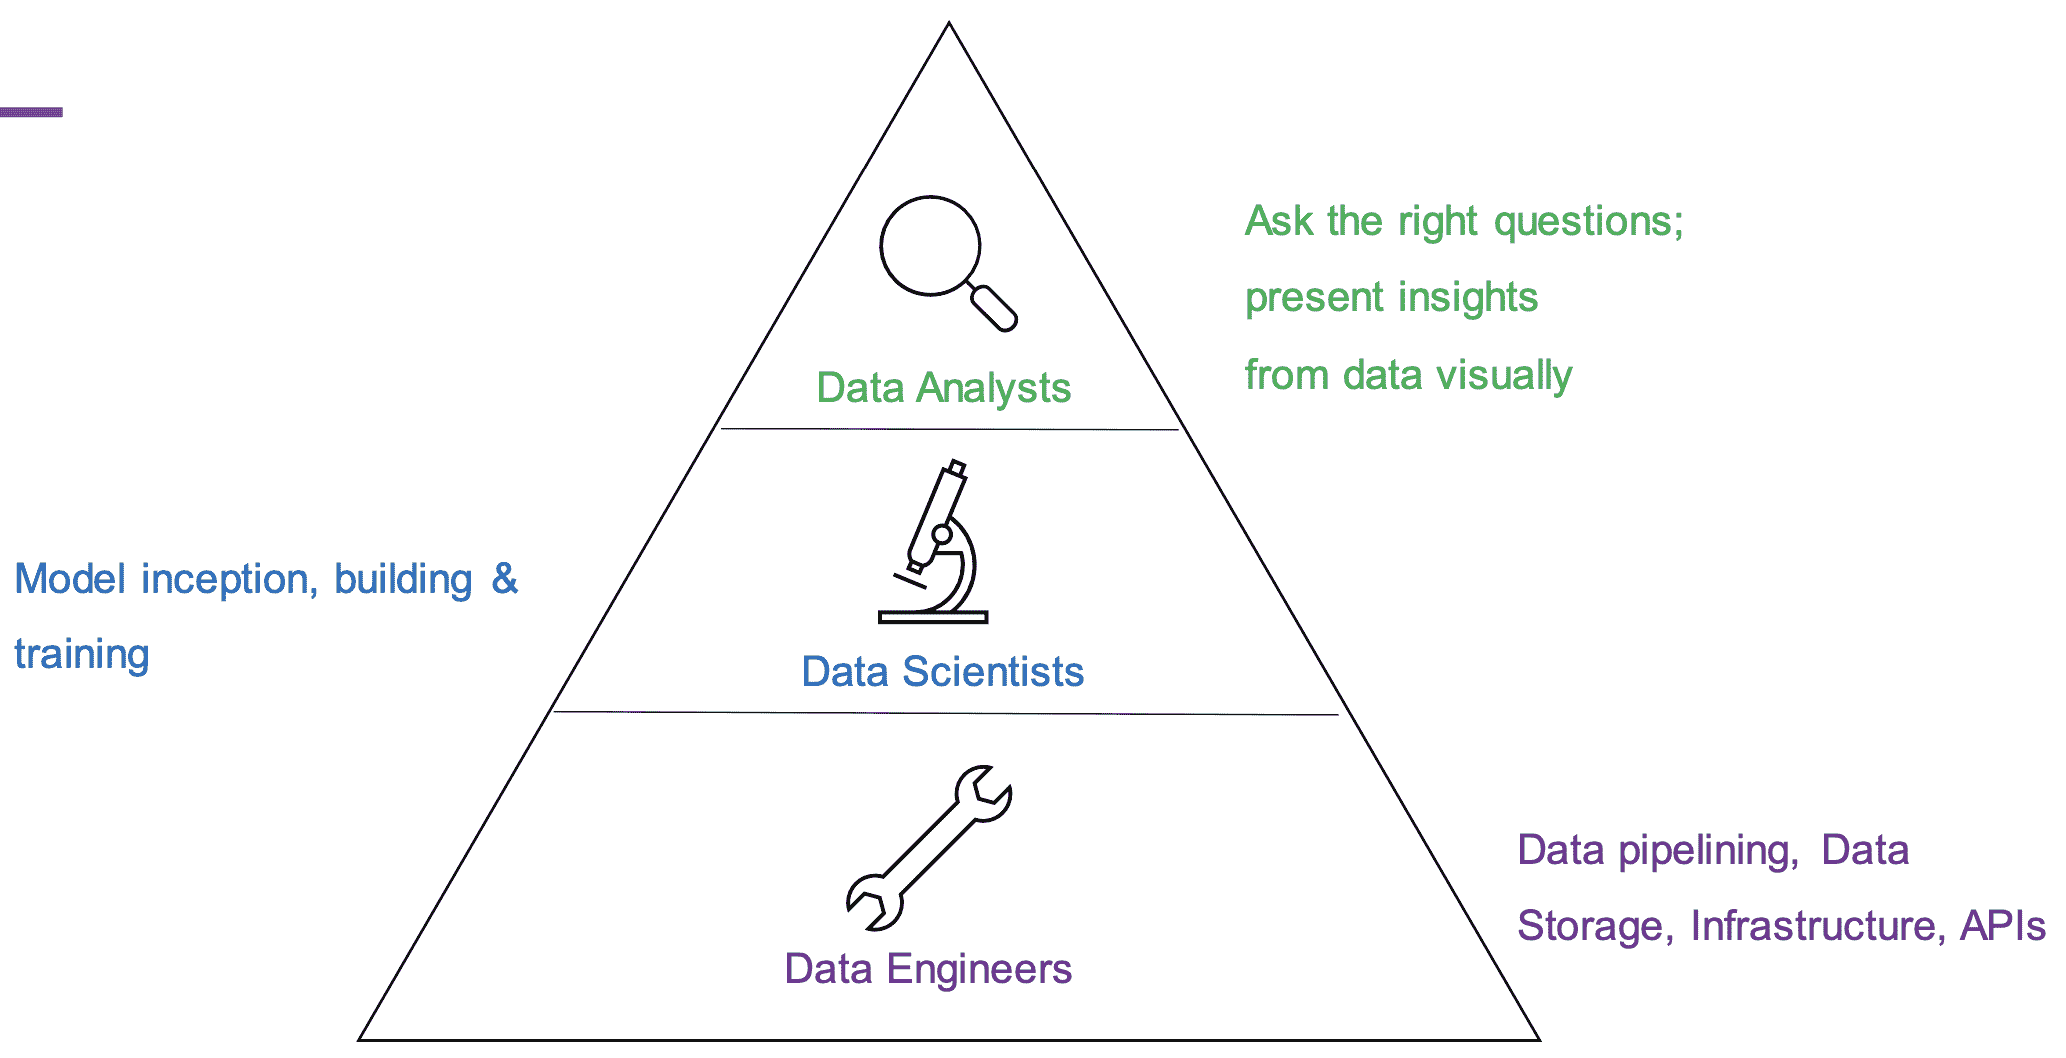 Ask the right questions;
present insights
from data visually
Data Analysts
Model inception, building &
training
Data Scientists
Data pipelining, Data
Storage, Infrastructure, APIs
Data Engineers